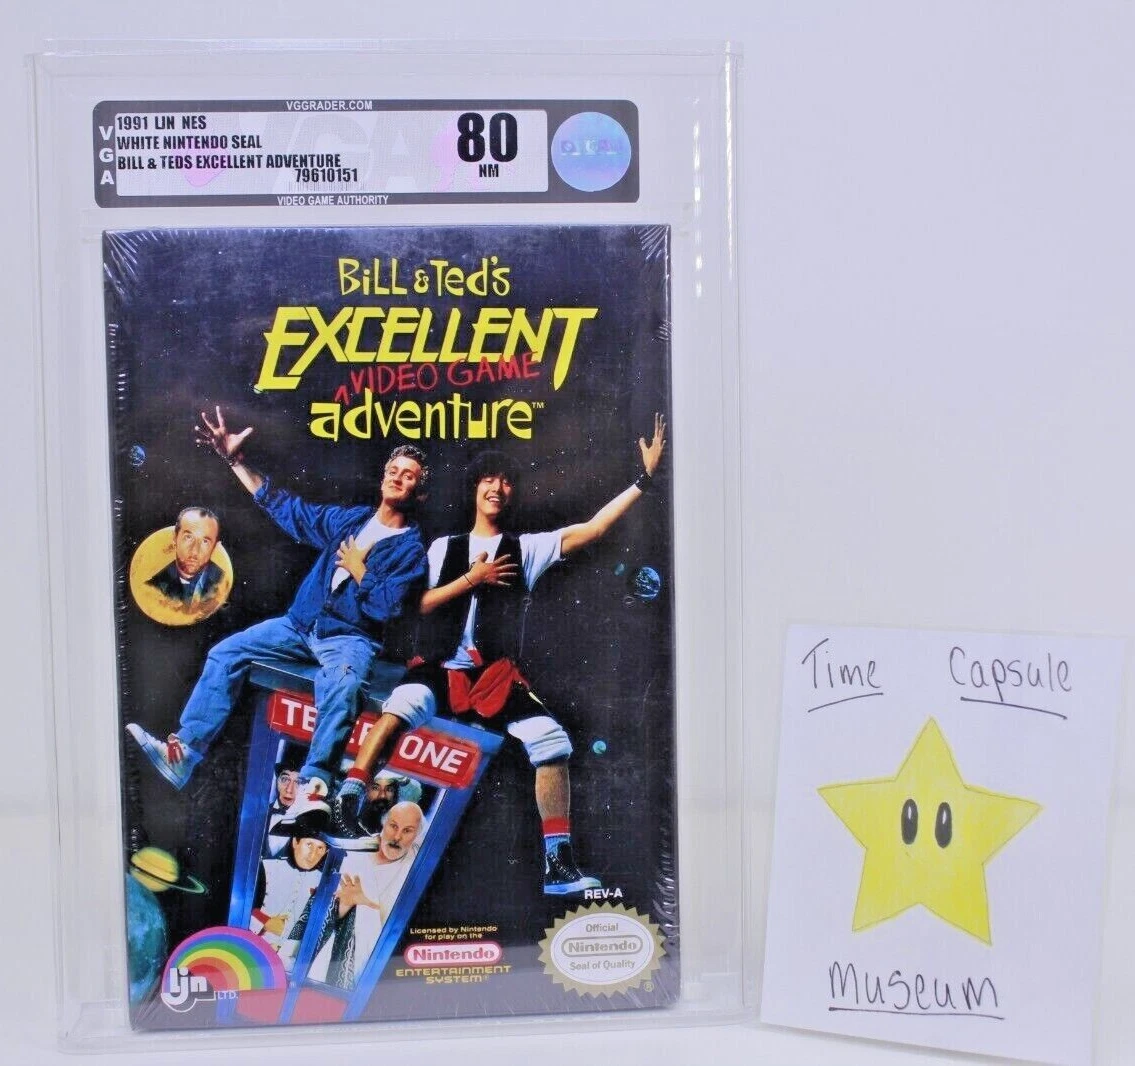 VGGRADER.COM
VGA
1991 LJN NES
WHITE NINTENDO SEAL
BILL & TEDS EXCELLENT ADVENTURE
79610151
80
NM
VIDEO GAME AUTHORITY
BiLL & Ted's
EXCELLENT
^ VIDEO GAME
adventure™
TE
ONE
REV-A
Licensed by Nintendo
for play on the
Nintendo
ENTERTAINMENT
SYSTEM®
Official
Nintendo
Seal of Quality
®
ljn LTD.
Time Capsule
Museum